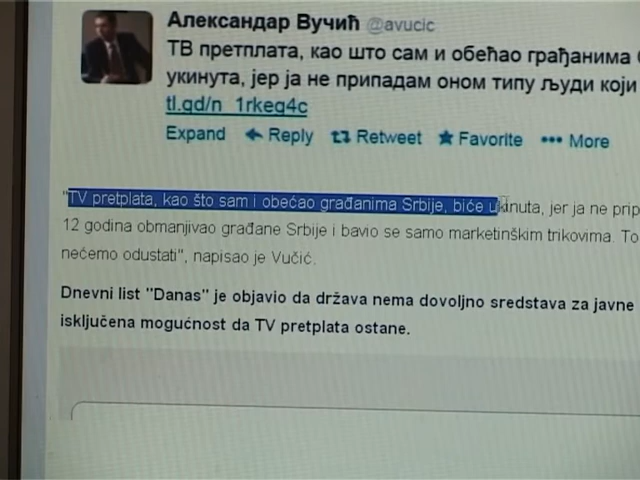 Александар Вучић @avucic
ТВ претплата, као што сам и обећао грађанима
укинута, јер ја не припадам оном типу људи који
tl.gd/n_1rkeg4c
Expand Reply Retweet Favorite More
"TV pretplata, kao što sam i obećao građanima Srbije, biće ukinuta, jer ja ne
12 godina obmanjivao građane Srbije i bavio se samo marketinškim trikovima. To
nećemo odustati", napisao je Vučić.
Dnevni list "Danas" je objavio da država nema dovoljno sredstava za javne
isključena mogućnost da TV pretplata ostane.